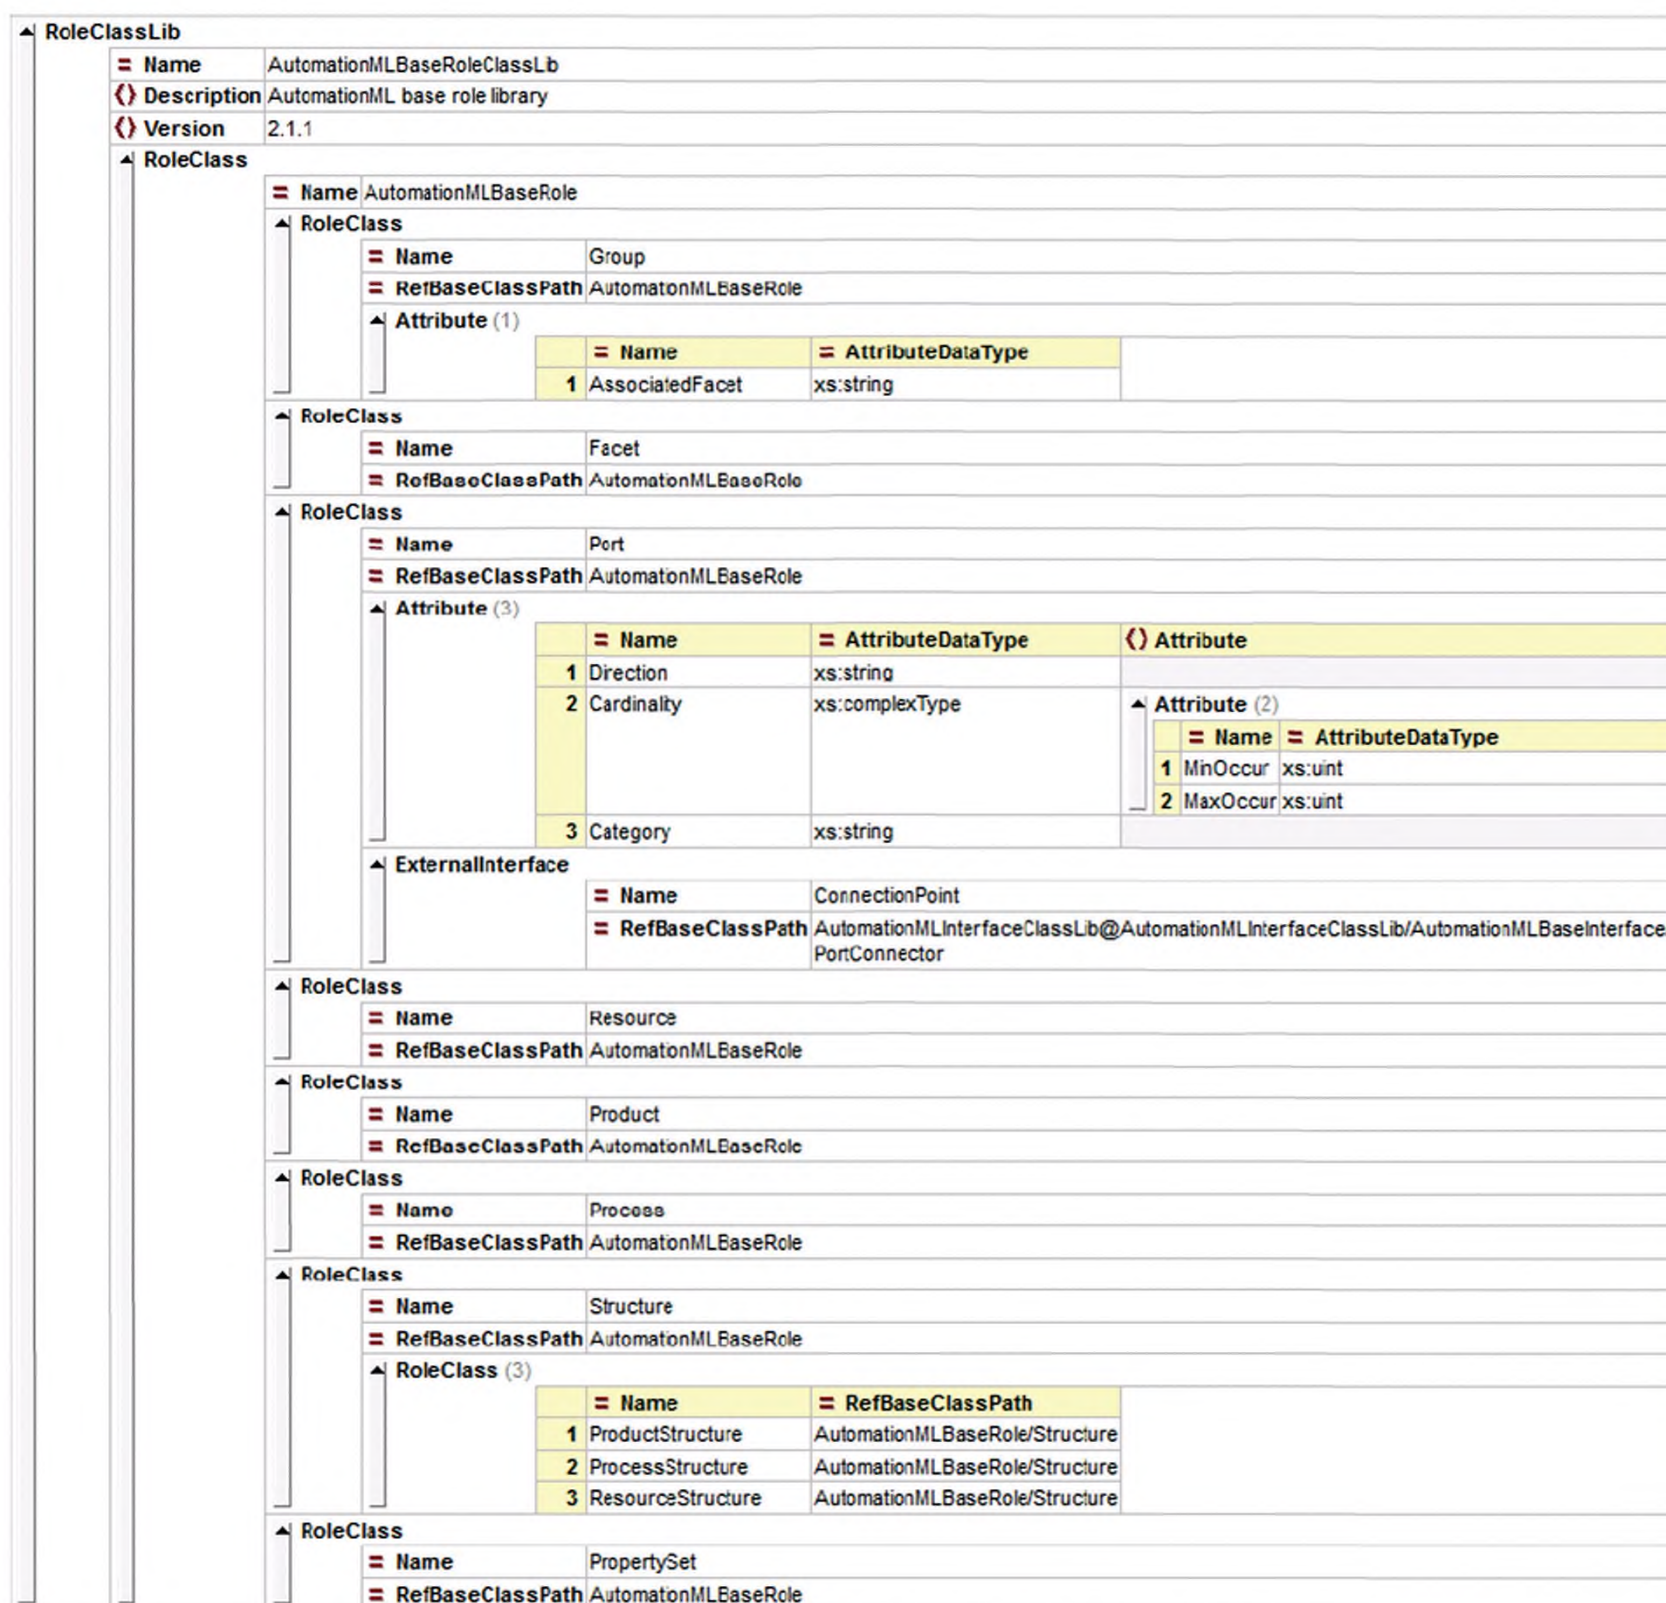 RoleClassLib
= Name AutomationMLBaseRoleClassLib
{} Description AutomationML base role library
{} Version 2.1.1
RoleClass
= Name AutomationMLBaseRole
RoleClass
= Name Group
= RefBaseClassPath AutomationMLBaseRole
Attribute (1)
= Name = AttributeDataType
1 AssociatedFacet xs:string
RoleClass
= Name Facet
= RefBaseClassPath AutomationMLBaseRole
RoleClass
= Name Port
= RefBaseClassPath AutomationMLBaseRole
Attribute (3)
= Name = AttributeDataType {} Attribute
1 Direction xs:string
2 Cardinality xs:complexType Attribute (2)
= Name = AttributeDataType
1 MinOccur xs:uint
2 MaxOccur xs:uint
3 Category xs:string
ExternalInterface
= Name ConnectionPoint
= RefBaseClassPath AutomationMLInterfaceClassLib@AutomationMLInterfaceClassLib/AutomationMLBaseInterface
PortConnector
RoleClass
= Name Resource
= RefBaseClassPath AutomationMLBaseRole
RoleClass
= Name Product
= RefBaseClassPath AutomationMLBaseRole
RoleClass
= Name Process
= RefBaseClassPath AutomationMLBaseRole
RoleClass
= Name Structure
= RefBaseClassPath AutomationMLBaseRole
RoleClass (3)
= Name = RefBaseClassPath
1 ProductStructure AutomationMLBaseRole/Structure
2 ProcessStructure AutomationMLBaseRole/Structure
3 ResourceStructure AutomationMLBaseRole/Structure
RoleClass
= Name PropertySet
= RefBaseClassPath AutomationMLBaseRole